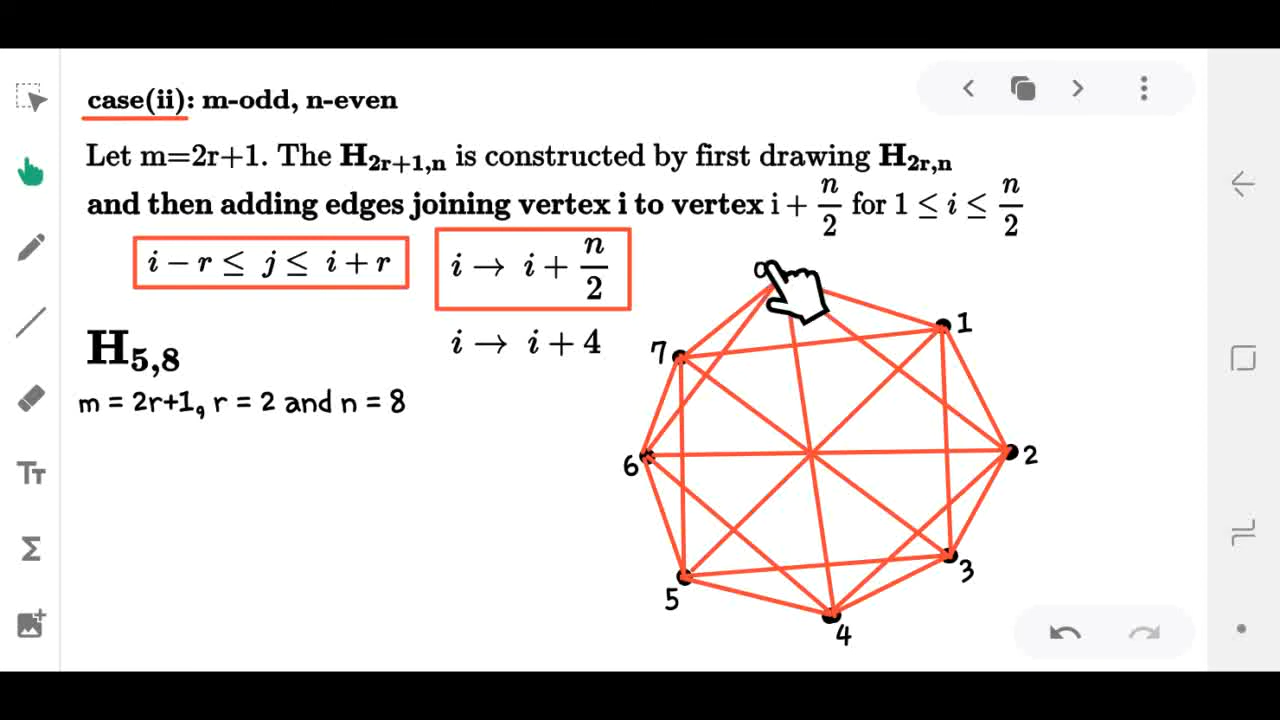 case(ii): m-odd, n-even
Let m=2r+1. The H₂ᵣ₊₁,ₙ is constructed by first drawing H₂ᵣ,ₙ
and then adding edges joining vertex i to vertex i + n/2 for 1 ≤ i ≤ n/2
i − r ≤ j ≤ i + r
i → i + n/2
H₅,₈
i → i + 4
m = 2r+1, r = 2 and n = 8
1
7
2
6
3
5
4
TT
Σ